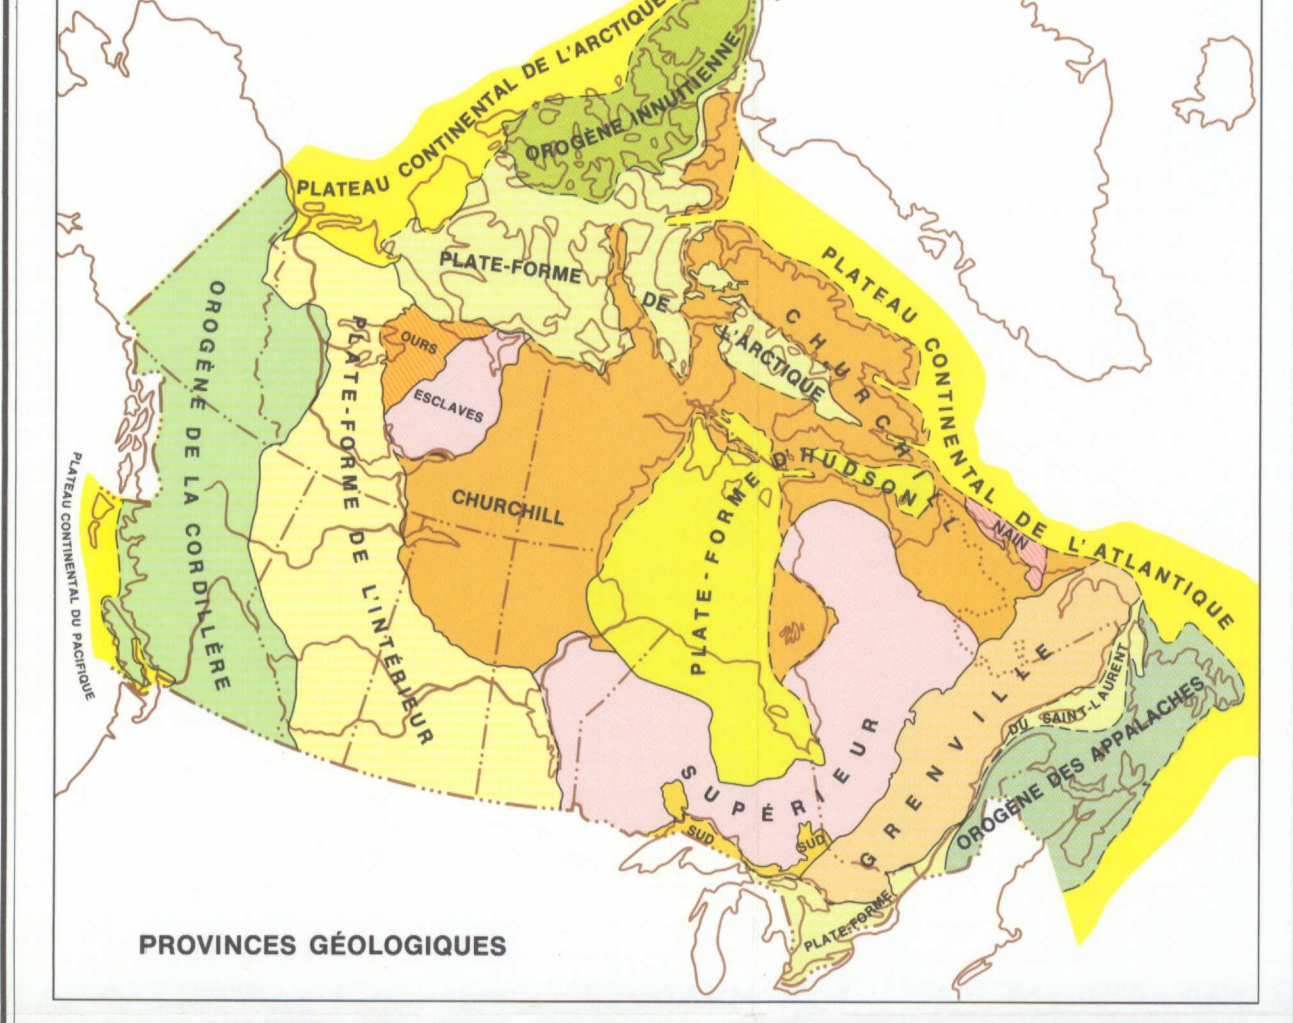 PLATEAU CONTINENTAL DE L'ARCTIQUE
OROGÈNE INNUITIENNE
PLATE-FORME
DE
L'ARCTIQUE
PLATEAU CONTINENTAL DE L'ATLANTIQUE
OROGÈNE DE LA CORDILLÈRE
PLATE-FORME DE L'INTÉRIEUR
OURS
ESCLAVES
CHURCHILL
CHURCHILL
PLATE-FORME D'HUDSON
NAIN
PLATEAU CONTINENTAL DU PACIFIQUE
SUPÉRIEUR
GRENVILLE
SUD
SUD
PLATE-FORME
DU SAINT-LAURENT
OROGÈNE DES APPALACHES
PROVINCES GÉOLOGIQUES